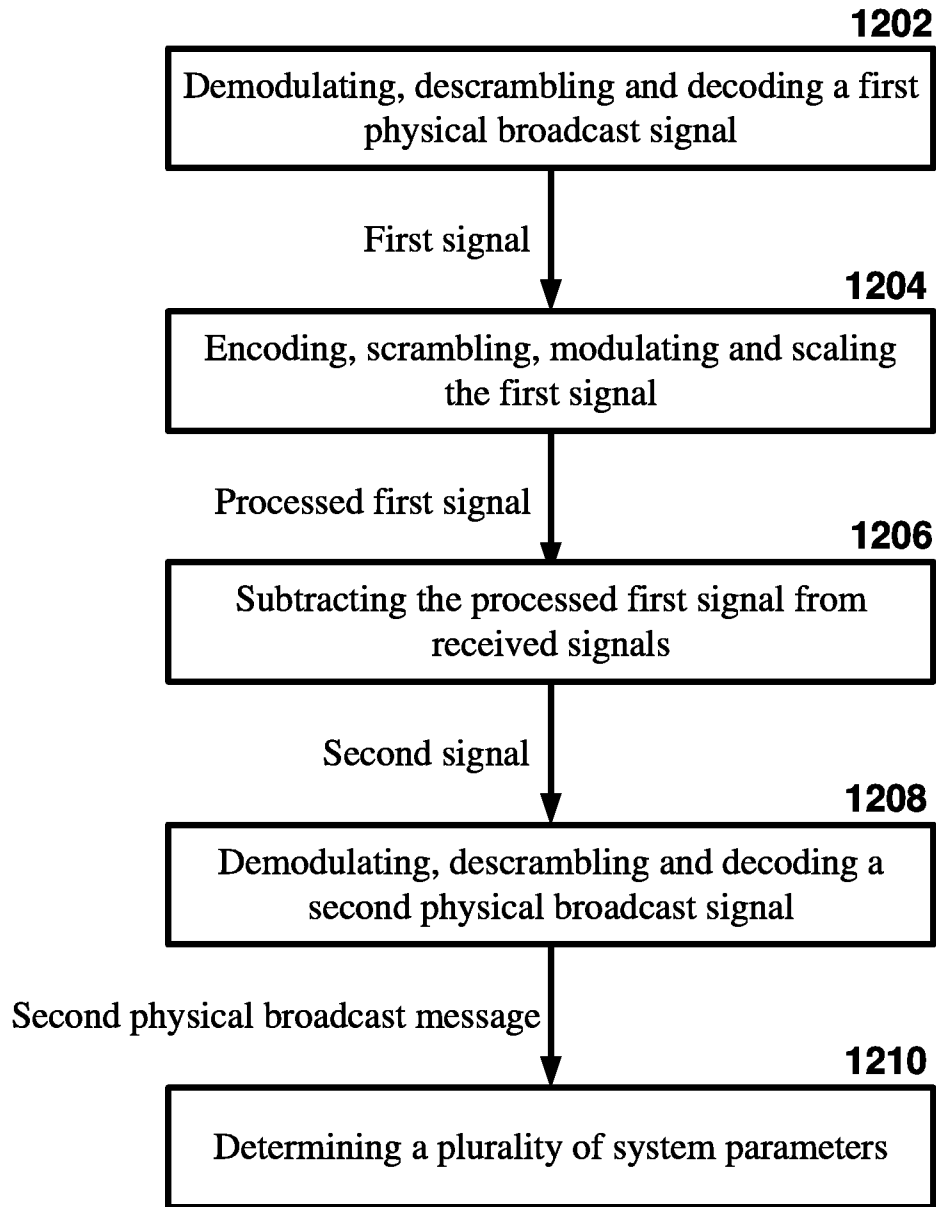 1202
Demodulating, descrambling and decoding a first
physical broadcast signal
First signal
1204
Encoding, scrambling, modulating and scaling
the first signal
Processed first signal
1206
Subtracting the processed first signal from
received signals
Second signal
1208
Demodulating, descrambling and decoding a
second physical broadcast signal
Second physical broadcast message
1210
Determining a plurality of system parameters